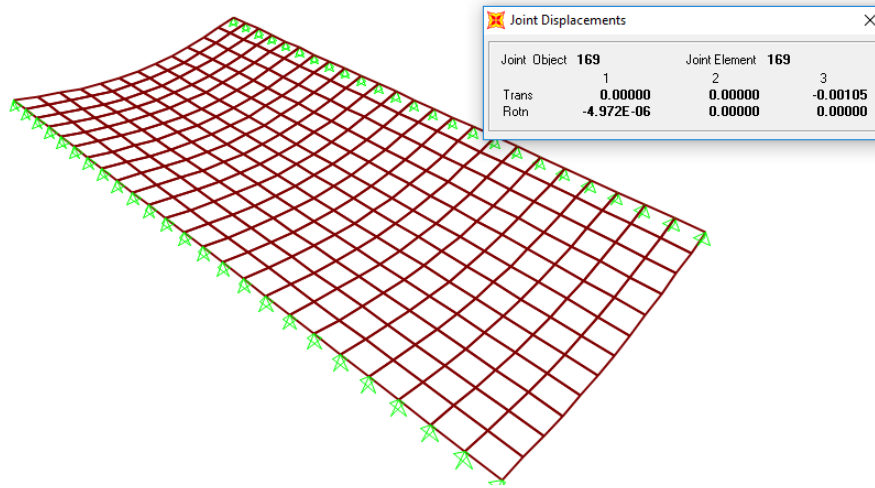 Joint Displacements
Joint Object 169 Joint Element 169
1 2 3
Trans 0.00000 0.00000 -0.00105
Rotn -4.972E-06 0.00000 0.00000